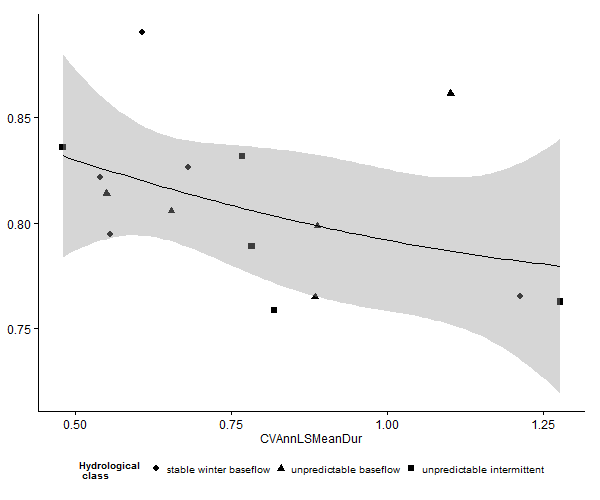 0.85
0.80
0.75
0.50 0.75 1.00 1.25
CVAnnLSMeanDur
Hydrological
class
stable winter baseflow unpredictable baseflow unpredictable intermittent